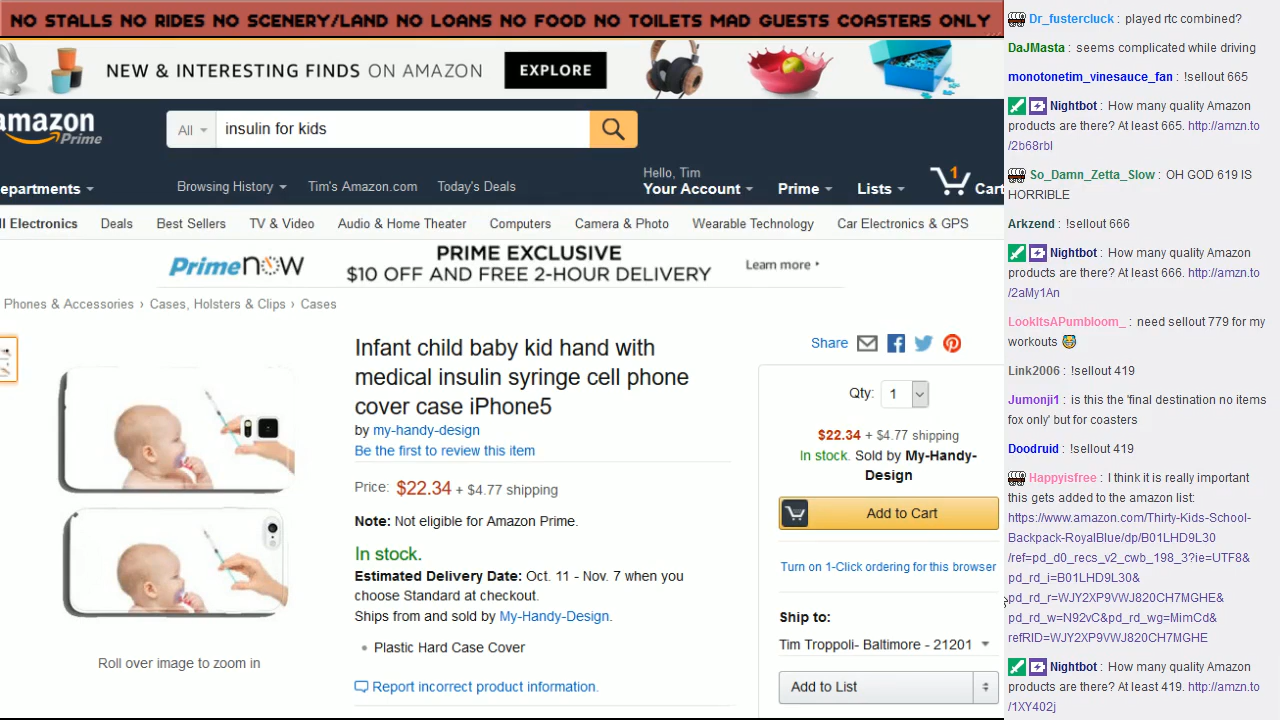 NO STALLS NO RIDES NO SCENERY/LAND NO LOANS NO FOOD NO TOILETS MAD GUESTS COASTERS ONLY
NEW & INTERESTING FINDS ON AMAZON EXPLORE
amazon
Prime
All
insulin for kids
epartments
Browsing History
Tim's Amazon.com
Today's Deals
Hello, Tim
Your Account
Prime
Lists
1
Cart
ll Electronics
Deals
Best Sellers
TV & Video
Audio & Home Theater
Computers
Camera & Photo
Wearable Technology
Car Electronics & GPS
PrimeNOW
PRIME EXCLUSIVE
$10 OFF AND FREE 2-HOUR DELIVERY
Learn more ▸
Phones & Accessories › Cases, Holsters & Clips › Cases
Roll over image to zoom in
Infant child baby kid hand with
medical insulin syringe cell phone
cover case iPhone5
by my-handy-design
Be the first to review this item
Price: $22.34 + $4.77 shipping
Note: Not eligible for Amazon Prime.
In stock.
Estimated Delivery Date: Oct. 11 - Nov. 7 when you
choose Standard at checkout.
Ships from and sold by My-Handy-Design.
• Plastic Hard Case Cover
Report incorrect product information.
Share
Qty: 1
$22.34 + $4.77 shipping
In stock. Sold by My-Handy-
Design
Add to Cart
Turn on 1-Click ordering for this browser
Ship to:
Tim Troppoli- Baltimore - 21201
Add to List
Dr_fustercluck : played rtc combined?
DaJMasta : seems complicated while driving
monotonetim_vinesauce_fan : !sellout 665
Nightbot : How many quality Amazon
products are there? At least 665. http://amzn.to
/2b68rbI
So_Damn_Zetta_Slow : OH GOD 619 IS
HORRIBLE
Arkzend : !sellout 666
Nightbot : How many quality Amazon
products are there? At least 666. http://amzn.to
/2aMy1An
LookItsAPumbloom_ : need sellout 779 for my
workouts
Link2006 : !sellout 419
Jumonji1 : is this the 'final destination no items
fox only' but for coasters
Doodruid : !sellout 419
Happyisfree : I think it is really important
this gets added to the amazon list:
https://www.amazon.com/Thirty-Kids-School-
Backpack-RoyalBlue/dp/B01LHD9L30
/ref=pd_d0_recs_v2_cwb_198_3?ie=UTF8&
pd_rd_i=B01LHD9L30&
pd_rd_r=WJY2XP9VWJ820CH7MGHE&
pd_rd_w=N92vC&pd_rd_wg=MimCd&
refRID=WJY2XP9VWJ820CH7MGHE
Nightbot : How many quality Amazon
products are there? At least 419. http://amzn.to
/1XY402j